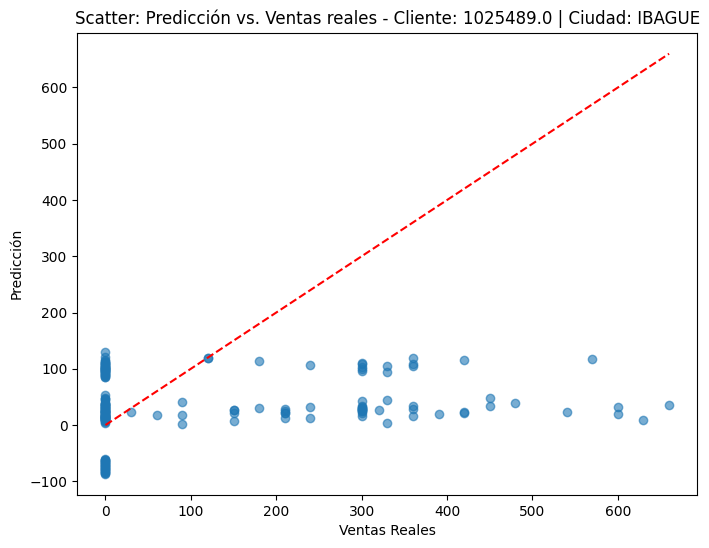 Scatter: Predicción vs. Ventas reales - Cliente: 1025489.0 | Ciudad: IBAGUE
600
500
400
300
200
100
0
−100
Predicción
0 100 200 300 400 500 600
Ventas Reales